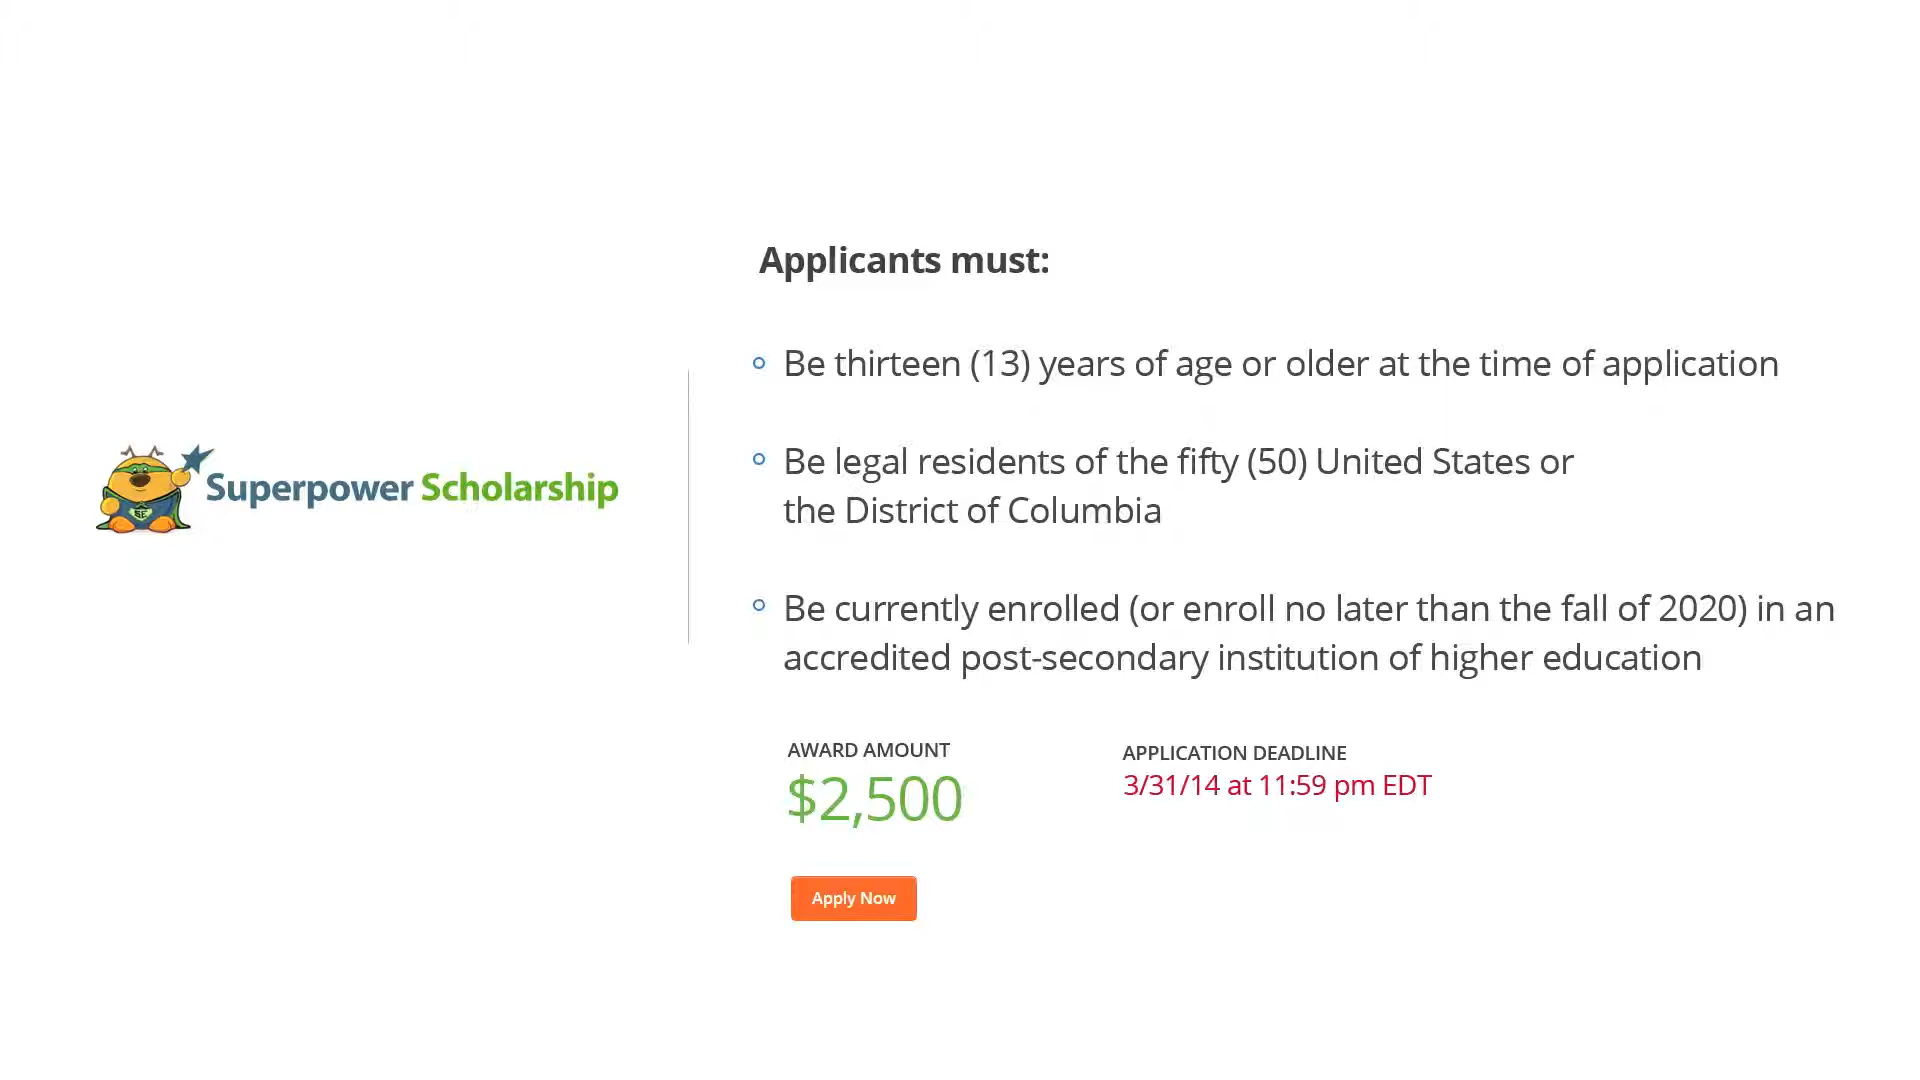 Superpower Scholarship
Applicants must:
Be thirteen (13) years of age or older at the time of application
Be legal residents of the fifty (50) United States or
the District of Columbia
Be currently enrolled (or enroll no later than the fall of 2020) in an
accredited post-secondary institution of higher education
AWARD AMOUNT
$2,500
APPLICATION DEADLINE
3/31/14 at 11:59 pm EDT
Apply Now